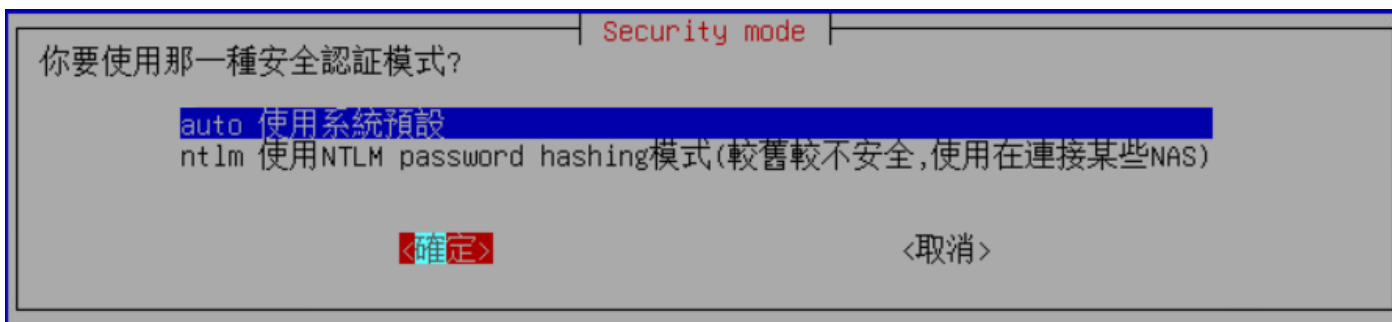 Security mode
你要使用那一種安全認証模式?
auto 使用系統預設
ntlm 使用NTLM password hashing模式(較舊較不安全,使用在連接某些NAS)
<確定> <取消>